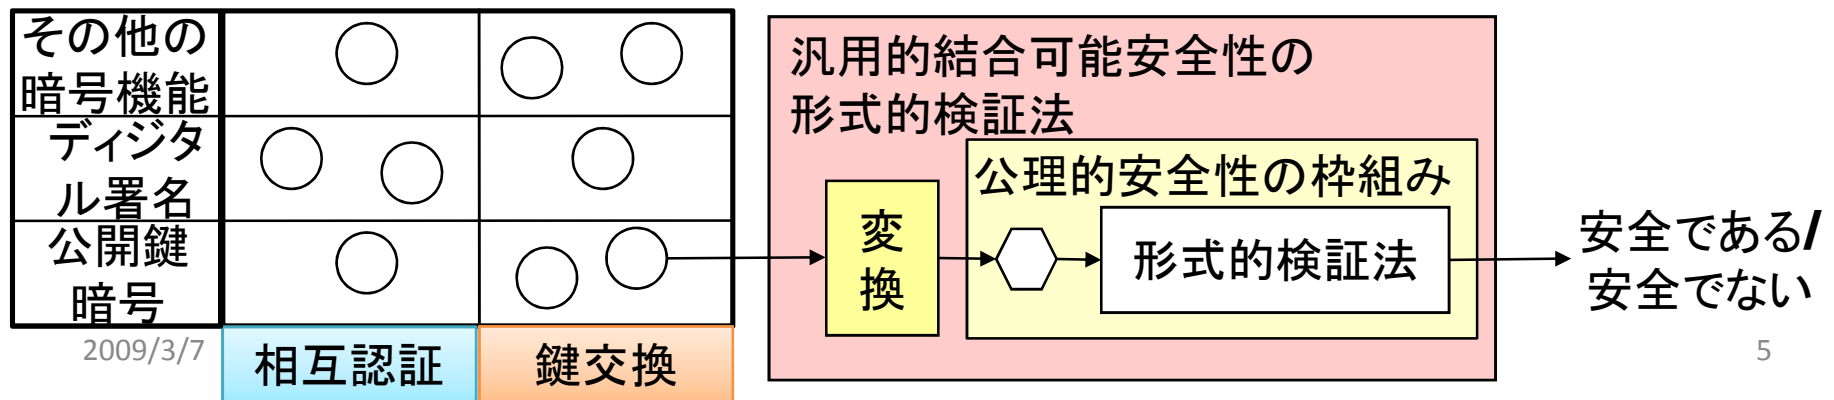 その他の
暗号機能
ディジタ
ル署名
公開鍵
暗号
相互認証
鍵交換
汎用的結合可能安全性の
形式的検証法
公理的安全性の枠組み
変
換
形式的検証法
安全である/
安全でない
2009/3/7
5